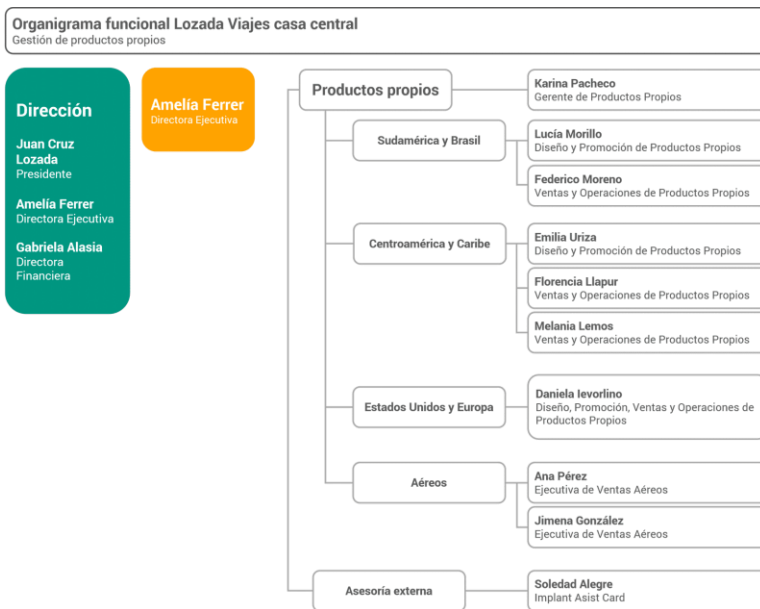 Organigrama funcional Lozada Viajes casa central
Gestión de productos propios
Dirección
Juan Cruz
Lozada
Presidente
Amelía Ferrer
Directora Ejecutiva
Gabriela Alasia
Directora
Financiera
Amelía Ferrer
Directora Ejecutiva
Productos propios
Karina Pacheco
Gerente de Productos Propios
Sudamérica y Brasil
Lucía Morillo
Diseño y Promoción de Productos Propios
Federico Moreno
Ventas y Operaciones de Productos Propios
Centroamérica y Caribe
Emilia Uriza
Diseño y Promoción de Productos Propios
Florencia Llapur
Ventas y Operaciones de Productos Propios
Melania Lemos
Ventas y Operaciones de Productos Propios
Estados Unidos y Europa
Daniela Ievorlino
Diseño, Promoción, Ventas y Operaciones de
Productos Propios
Aéreos
Ana Pérez
Ejecutiva de Ventas Aéreos
Jimena González
Ejecutiva de Ventas Aéreos
Asesoría externa
Soledad Alegre
Implant Asist Card